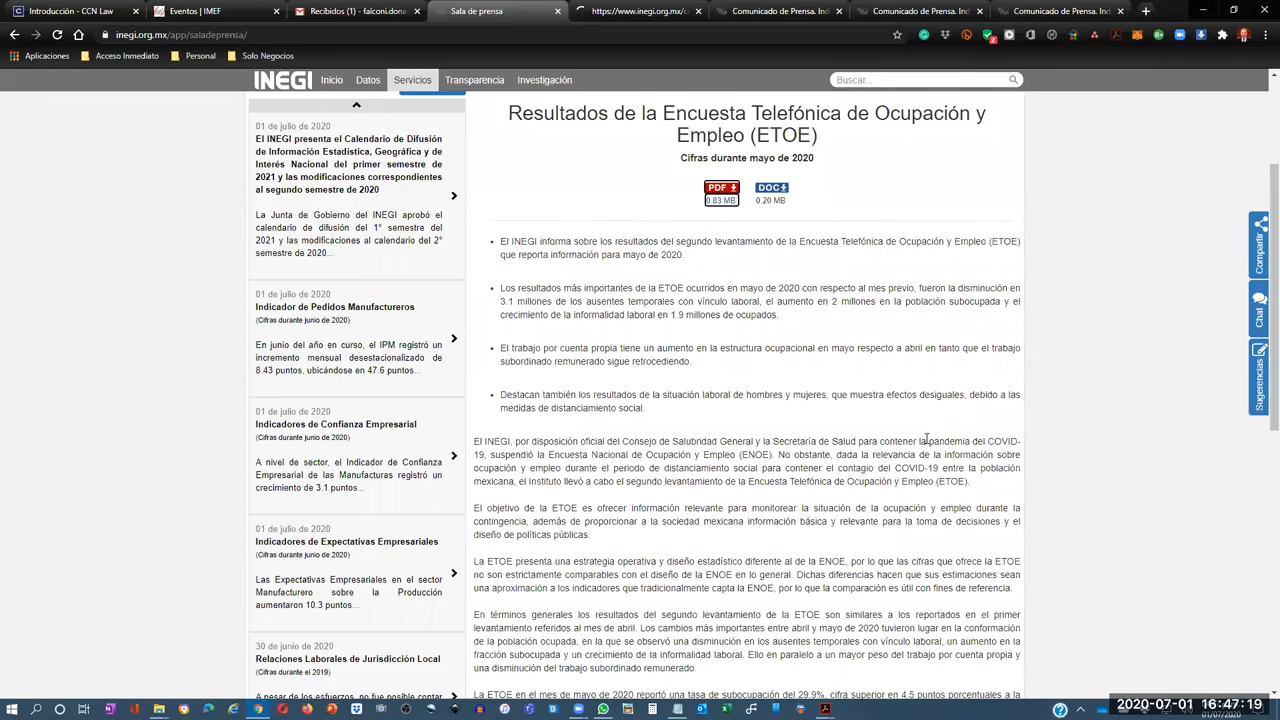 Introducción - CCN Law
Eventos | IMEF
Recibidos (1) - falconi.don
Sala de prensa
https://www.inegi.org.mx/c
Comunicado de Prensa. Ind
Comunicado de Prensa. Ind
Comunicado de Prensa. Ind
inegi.org.mx/app/saladeprensa/
Aplicaciones
Acceso Inmediato
Personal
Solo Negocios
INEGI
Inicio
Datos
Servicios
Transparencia
Investigación
Buscar...
01 de julio de 2020
El INEGI presenta el Calendario de Difusión
de Información Estadística, Geográfica y de
Interés Nacional del primer semestre de
2021 y las modificaciones correspondientes
al segundo semestre de 2020
La Junta de Gobierno del INEGI aprobó el
calendario de difusión del 1° semestre del
2021 y las modificaciones al calendario del 2°
semestre de 2020...
01 de julio de 2020
Indicador de Pedidos Manufactureros
(Cifras durante junio de 2020)
En junio del año en curso, el IPM registró un
incremento mensual desestacionalizado de
8.43 puntos, ubicándose en 47.6 puntos...
01 de julio de 2020
Indicadores de Confianza Empresarial
(Cifras durante junio de 2020)
A nivel de sector, el Indicador de Confianza
Empresarial de las Manufacturas registró un
crecimiento de 3.1 puntos...
01 de julio de 2020
Indicadores de Expectativas Empresariales
(Cifras durante junio de 2020)
Las Expectativas Empresariales en el sector
Manufacturero sobre la Producción
aumentaron 10.3 puntos...
30 de junio de 2020
Relaciones Laborales de Jurisdicción Local
(Cifras durante el 2019)
A pesar de los esfuerzos, no fue posible contar
Resultados de la Encuesta Telefónica de Ocupación y
Empleo (ETOE)
Cifras durante mayo de 2020
PDF
DOC
0.83 MB
0.20 MB
• El INEGI informa sobre los resultados del segundo levantamiento de la Encuesta Telefónica de Ocupación y Empleo (ETOE)
que reporta información para mayo de 2020.
• Los resultados más importantes de la ETOE ocurridos en mayo de 2020 con respecto al mes previo, fueron la disminución en
3.1 millones de los ausentes temporales con vínculo laboral, el aumento en 2 millones en la población subocupada y el
crecimiento de la informalidad laboral en 1.9 millones de ocupados.
• El trabajo por cuenta propia tiene un aumento en la estructura ocupacional en mayo respecto a abril en tanto que el trabajo
subordinado remunerado sigue retrocediendo.
• Destacan también los resultados de la situación laboral de hombres y mujeres, que muestra efectos desiguales, debido a las
medidas de distanciamiento social.
El INEGI, por disposición oficial del Consejo de Salubridad General y la Secretaría de Salud para contener la pandemia del COVID-
19, suspendió la Encuesta Nacional de Ocupación y Empleo (ENOE). No obstante, dada la relevancia de la información sobre
ocupación y empleo durante el periodo de distanciamiento social para contener el contagio del COVID-19 entre la población
mexicana, el Instituto llevó a cabo el segundo levantamiento de la Encuesta Telefónica de Ocupación y Empleo (ETOE).
El objetivo de la ETOE es ofrecer información relevante para monitorear la situación de la ocupación y empleo durante la
contingencia, además de proporcionar a la sociedad mexicana información básica y relevante para la toma de decisiones y el
diseño de políticas públicas.
La ETOE presenta una estrategia operativa y diseño estadístico diferente al de la ENOE, por lo que las cifras que ofrece la ETOE
no son estrictamente comparables con el diseño de la ENOE en lo general. Dichas diferencias hacen que sus estimaciones sean
una aproximación a los indicadores que tradicionalmente capta la ENOE, por lo que la comparación es útil con fines de referencia.
En términos generales los resultados del segundo levantamiento de la ETOE son similares a los reportados en el primer
levantamiento referidos al mes de abril. Los cambios más importantes entre abril y mayo de 2020 tuvieron lugar en la conformación
de la población ocupada, en la que se observó una disminución en los ausentes temporales con vínculo laboral, un aumento en la
fracción subocupada y un crecimiento de la informalidad laboral. Ello en paralelo a un mayor peso del trabajo por cuenta propia y
una disminución del trabajo subordinado remunerado.
La ETOE en el mes de mayo de 2020 reportó una tasa de subocupación del 29.9%, cifra superior en 4.5 puntos porcentuales a la
Compartir
Chat
Sugerencias
2020-07-01 16:47:19
01/07/2020